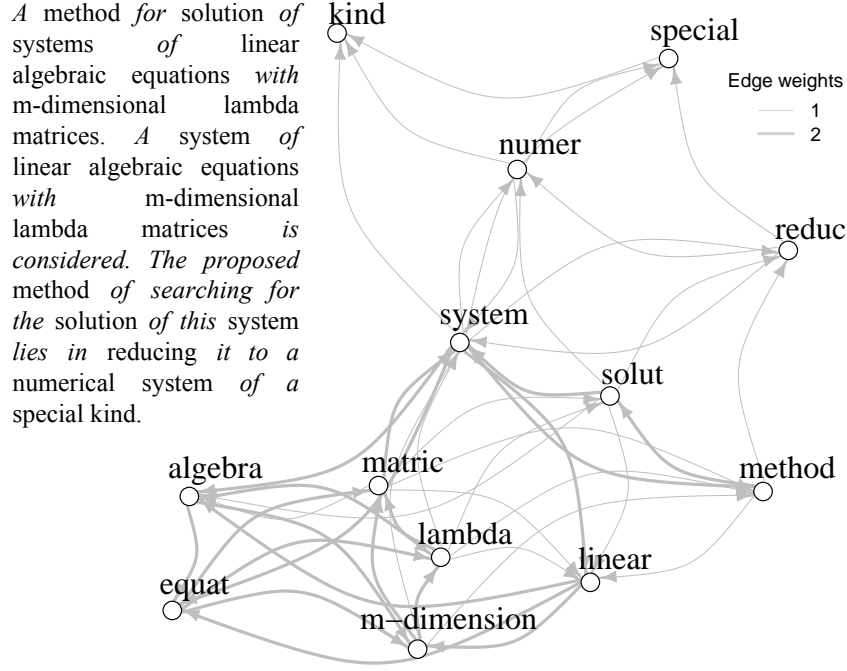 A method for solution of
systems of linear
algebraic equations with
m-dimensional lambda
matrices. A system of
linear algebraic equations
with m-dimensional
lambda matrices is
considered. The proposed
method of searching for
the solution of this system
lies in reducing it to a
numerical system of a
special kind.
kind
special
Edge weights
1
2
numer
reduc
system
solut
algebra
matric
method
lambda
linear
equat
m−dimension